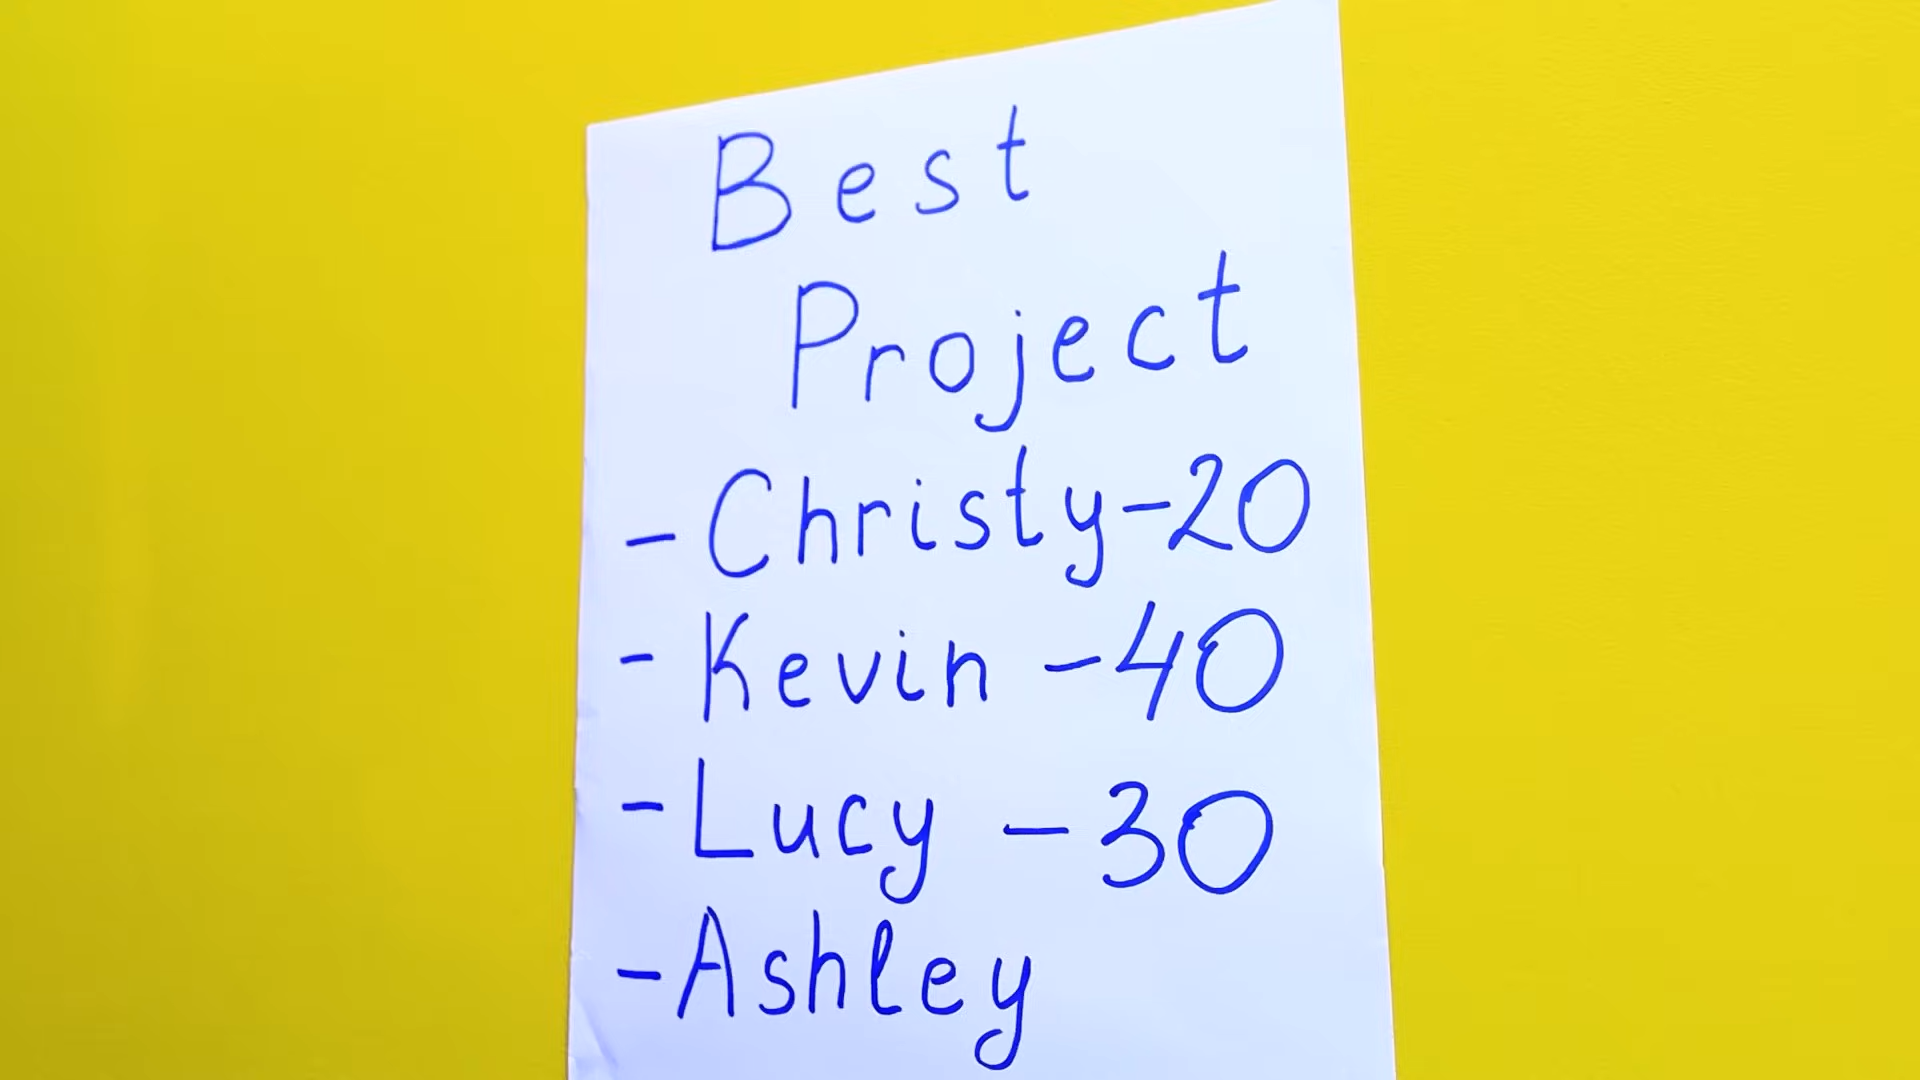 Best
Project
- Christy - 20
- Kevin - 40
- Lucy - 30
- Ashley